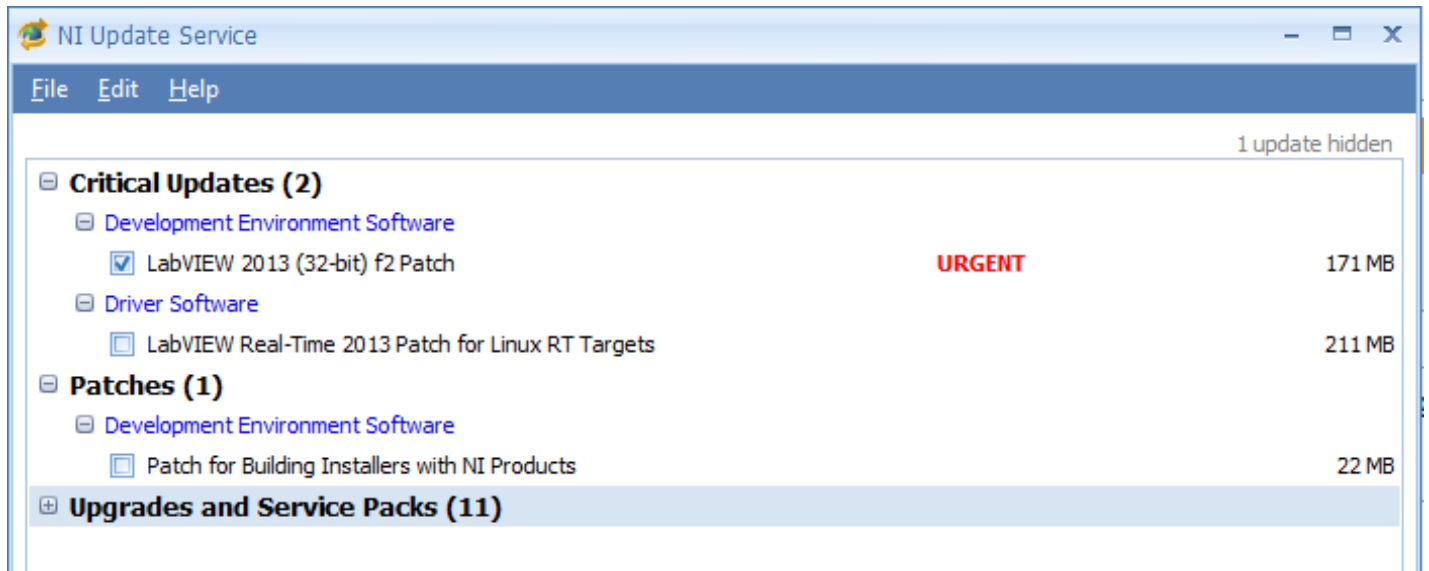 NI Update Service
File Edit Help
1 update hidden
Critical Updates (2)
Development Environment Software
LabVIEW 2013 (32-bit) f2 Patch URGENT 171 MB
Driver Software
LabVIEW Real-Time 2013 Patch for Linux RT Targets 211 MB
Patches (1)
Development Environment Software
Patch for Building Installers with NI Products 22 MB
Upgrades and Service Packs (11)